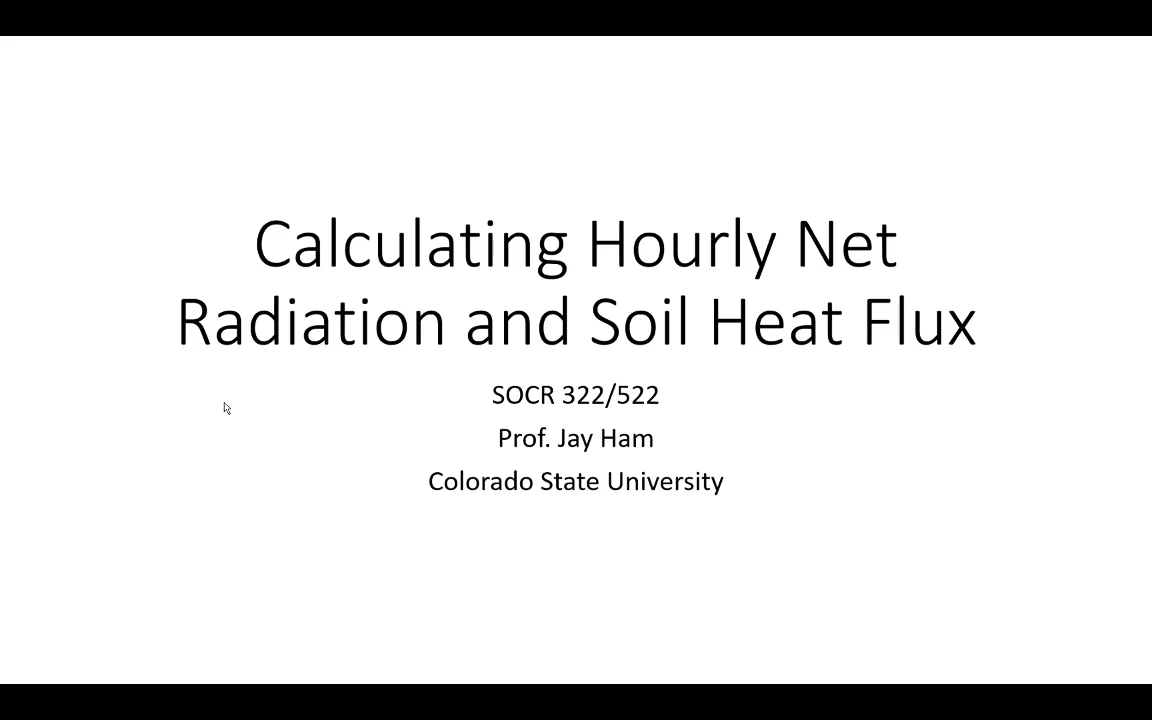 Calculating Hourly Net
Radiation and Soil Heat Flux
SOCR 322/522
Prof. Jay Ham
Colorado State University